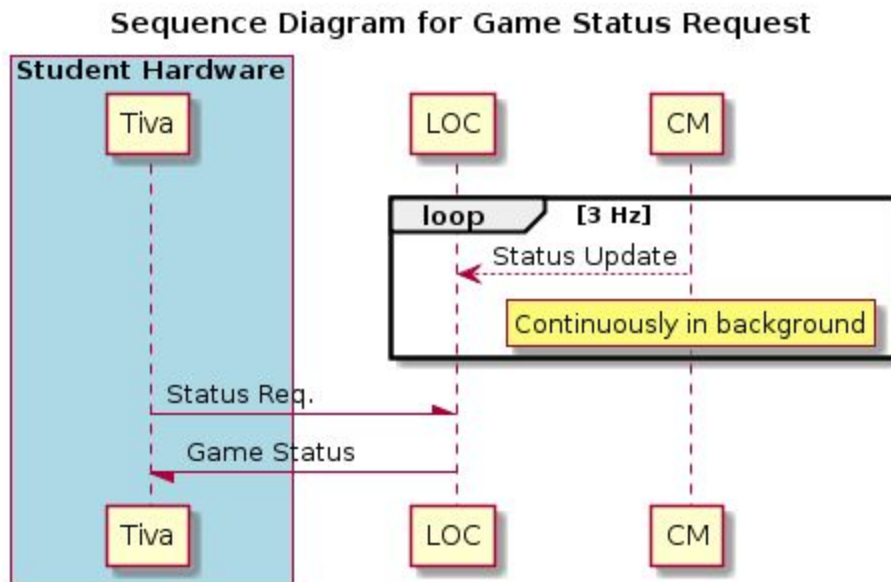 Sequence Diagram for Game Status Request
Student Hardware
Tiva
LOC
CM
loop
[3 Hz]
Status Update
Continuously in background
Status Req.
Game Status
Tiva
LOC
CM